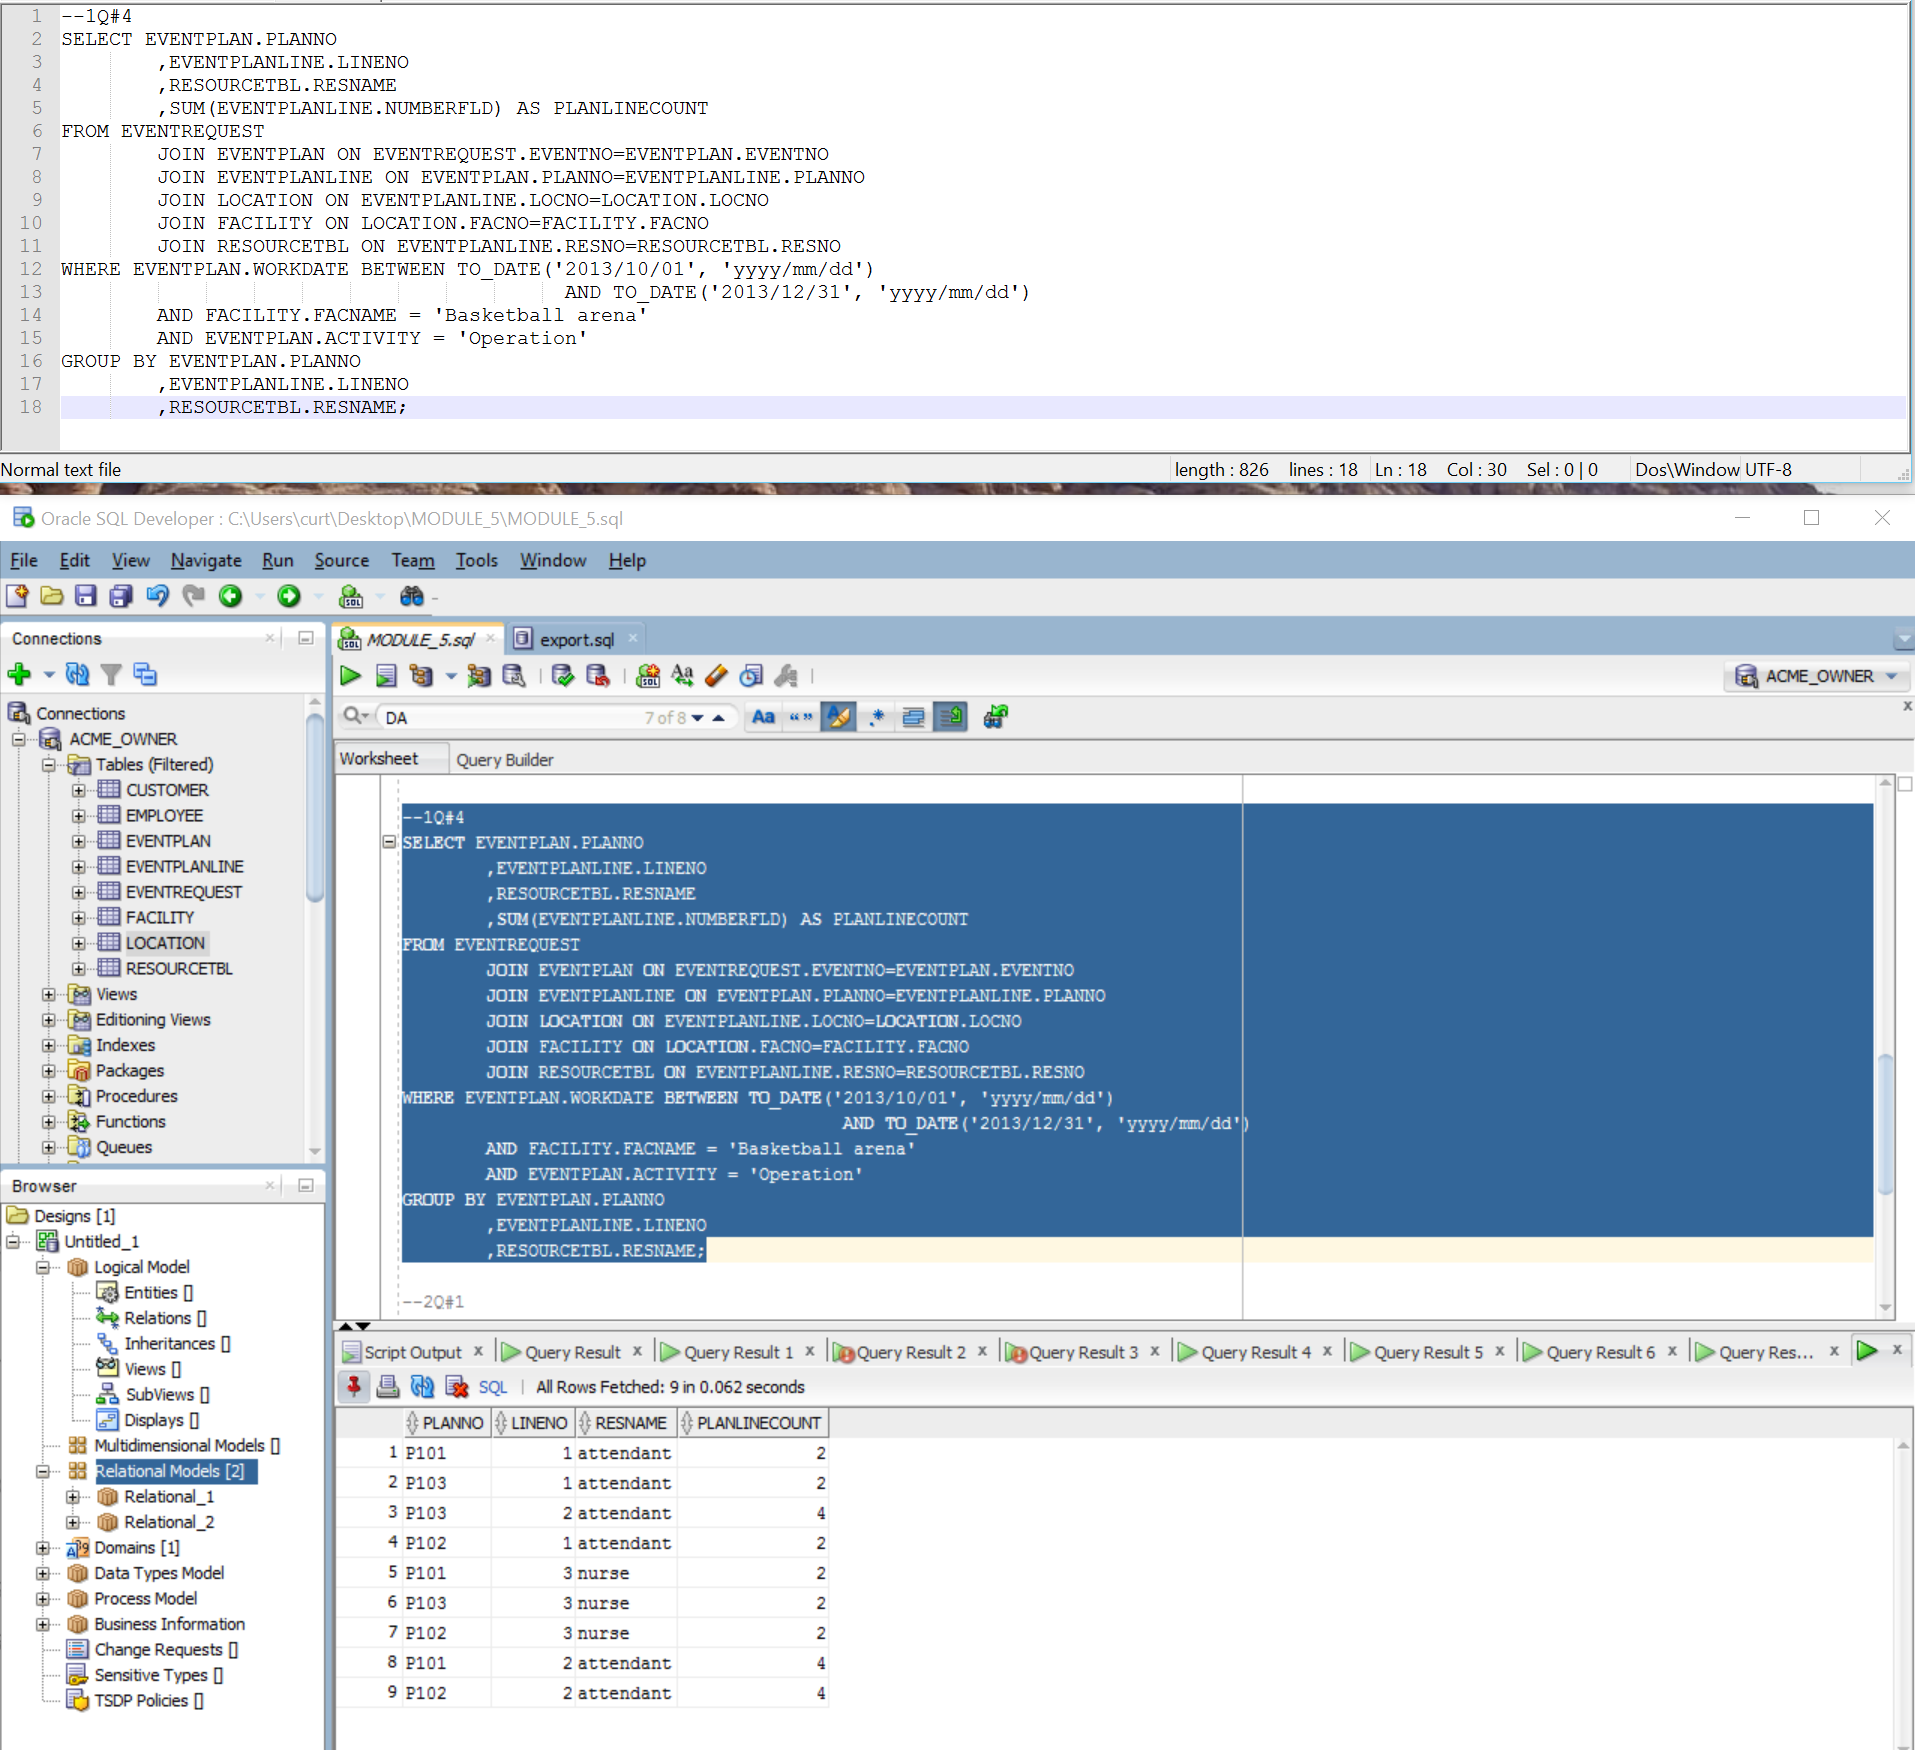 1 --1Q#4
2 SELECT EVENTPLAN.PLANNO
3 ,EVENTPLANLINE.LINENO
4 ,RESOURCETBL.RESNAME
5 ,SUM(EVENTPLANLINE.NUMBERFLD) AS PLANLINECOUNT
6 FROM EVENTREQUEST
7 JOIN EVENTPLAN ON EVENTREQUEST.EVENTNO=EVENTPLAN.EVENTNO
8 JOIN EVENTPLANLINE ON EVENTPLAN.PLANNO=EVENTPLANLINE.PLANNO
9 JOIN LOCATION ON EVENTPLANLINE.LOCNO=LOCATION.LOCNO
10 JOIN FACILITY ON LOCATION.FACNO=FACILITY.FACNO
11 JOIN RESOURCETBL ON EVENTPLANLINE.RESNO=RESOURCETBL.RESNO
12 WHERE EVENTPLAN.WORKDATE BETWEEN TO_DATE('2013/10/01', 'yyyy/mm/dd')
13 AND TO_DATE('2013/12/31', 'yyyy/mm/dd')
14 AND FACILITY.FACNAME = 'Basketball arena'
15 AND EVENTPLAN.ACTIVITY = 'Operation'
16 GROUP BY EVENTPLAN.PLANNO
17 ,EVENTPLANLINE.LINENO
18 ,RESOURCETBL.RESNAME;
Normal text file length : 826 lines : 18 Ln : 18 Col : 30 Sel : 0 | 0 Dos\Window UTF-8
Oracle SQL Developer : C:\Users\curt\Desktop\MODULE_5\MODULE_5.sql
File Edit View Navigate Run Source Team Tools Window Help
Connections
Connections
ACME_OWNER
Tables (Filtered)
CUSTOMER
EMPLOYEE
EVENTPLAN
EVENTPLANLINE
EVENTREQUEST
FACILITY
LOCATION
RESOURCETBL
Views
Editioning Views
Indexes
Packages
Procedures
Functions
Queues
Browser
Designs [1]
Untitled_1
Logical Model
Entities []
Relations []
Inheritances []
Views []
SubViews []
Displays []
Multidimensional Models []
Relational Models [2]
Relational_1
Relational_2
Domains [1]
Data Types Model
Process Model
Business Information
Change Requests []
Sensitive Types []
TSDP Policies []
MODULE_5.sql export.sql
ACME_OWNER
DA 7 of 8 Aa “ ” .*
Worksheet Query Builder
--1Q#4
SELECT EVENTPLAN.PLANNO
,EVENTPLANLINE.LINENO
,RESOURCETBL.RESNAME
,SUM(EVENTPLANLINE.NUMBERFLD) AS PLANLINECOUNT
FROM EVENTREQUEST
JOIN EVENTPLAN ON EVENTREQUEST.EVENTNO=EVENTPLAN.EVENTNO
JOIN EVENTPLANLINE ON EVENTPLAN.PLANNO=EVENTPLANLINE.PLANNO
JOIN LOCATION ON EVENTPLANLINE.LOCNO=LOCATION.LOCNO
JOIN FACILITY ON LOCATION.FACNO=FACILITY.FACNO
JOIN RESOURCETBL ON EVENTPLANLINE.RESNO=RESOURCETBL.RESNO
WHERE EVENTPLAN.WORKDATE BETWEEN TO_DATE('2013/10/01', 'yyyy/mm/dd')
AND TO_DATE('2013/12/31', 'yyyy/mm/dd')
AND FACILITY.FACNAME = 'Basketball arena'
AND EVENTPLAN.ACTIVITY = 'Operation'
GROUP BY EVENTPLAN.PLANNO
,EVENTPLANLINE.LINENO
,RESOURCETBL.RESNAME;
--2Q#1
Script Output x Query Result x Query Result 1 x Query Result 2 x Query Result 3 x Query Result 4 x Query Result 5 x Query Result 6 x Query Res... x x
SQL | All Rows Fetched: 9 in 0.062 seconds
PLANNO LINENO RESNAME PLANLINECOUNT
1 P101 1 attendant 2
2 P103 1 attendant 2
3 P103 2 attendant 4
4 P102 1 attendant 2
5 P101 3 nurse 2
6 P103 3 nurse 2
7 P102 3 nurse 2
8 P101 2 attendant 4
9 P102 2 attendant 4